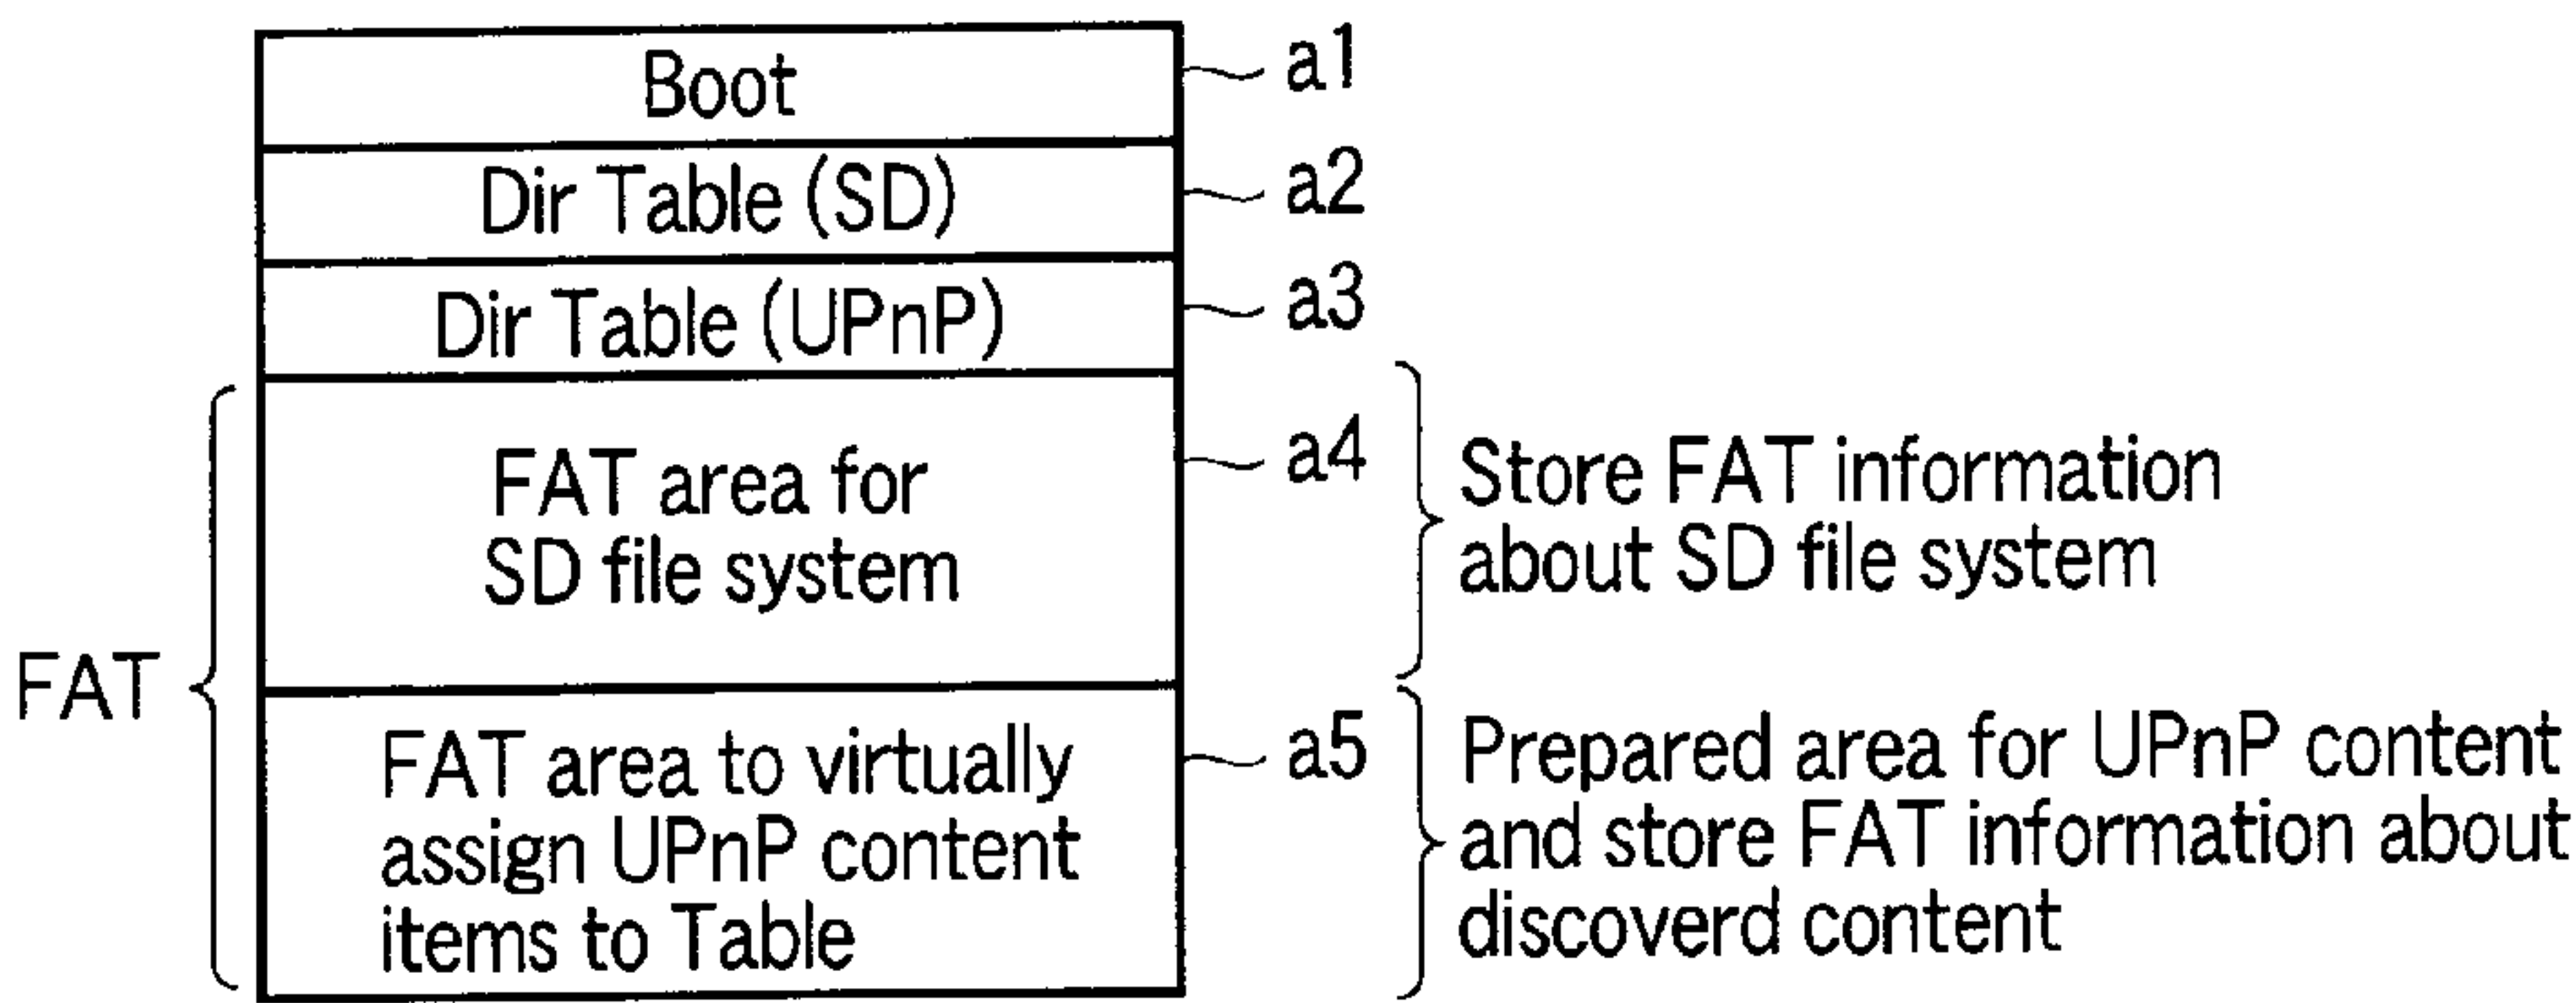 Boot
a1
Dir Table (SD)
a2
Dir Table (UPnP)
a3
FAT
FAT area for
SD file system
a4
Store FAT information
about SD file system
FAT area to virtually
assign UPnP content
items to Table
a5
Prepared area for UPnP content
and store FAT information about
discoverd content